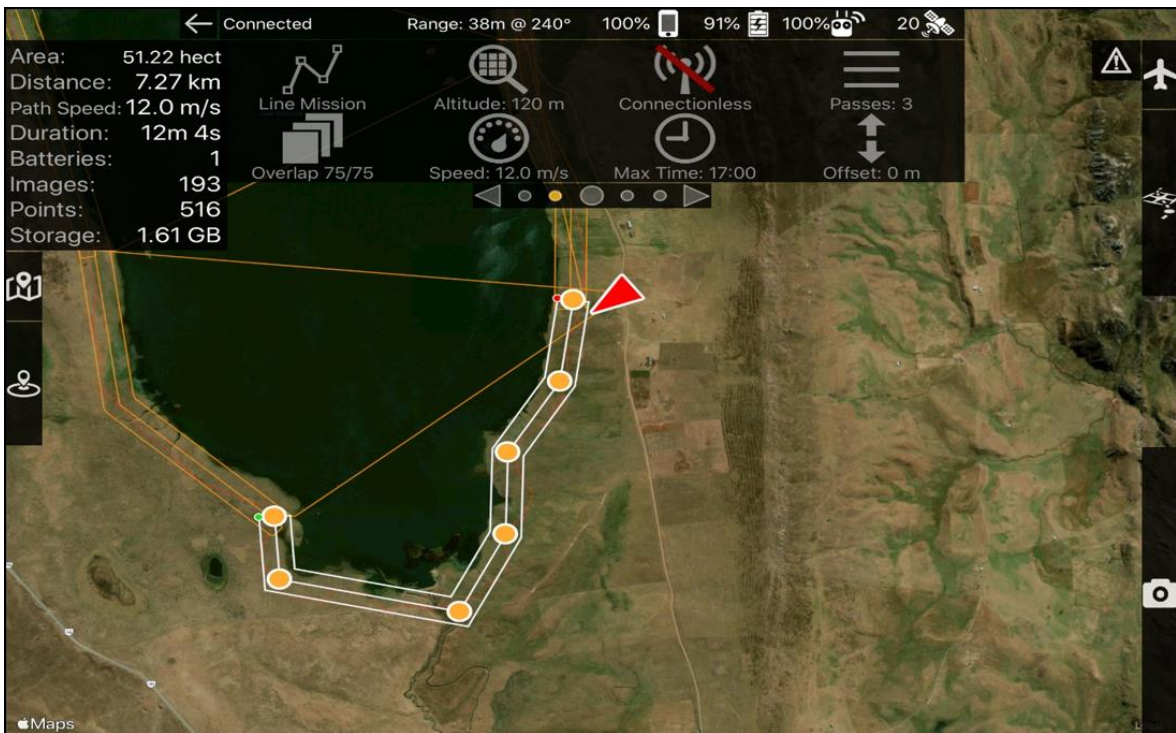 Connected Range: 38m @ 240° 100% 91% 100% 20
Area: 51.22 hect
Distance: 7.27 km
Path Speed: 12.0 m/s
Duration: 12m 4s
Batteries: 1
Images: 193
Points: 516
Storage: 1.61 GB
Line Mission Altitude: 120 m Connectionless Passes: 3
Overlap 75/75 Speed: 12.0 m/s Max Time: 17:00 Offset: 0 m
Maps